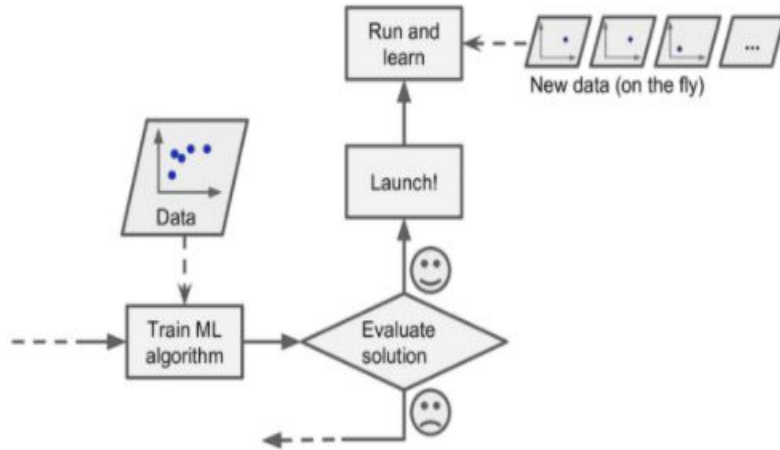 Run and
learn
...
New data (on the fly)
Launch!
Data
Train ML
algorithm
Evaluate
solution